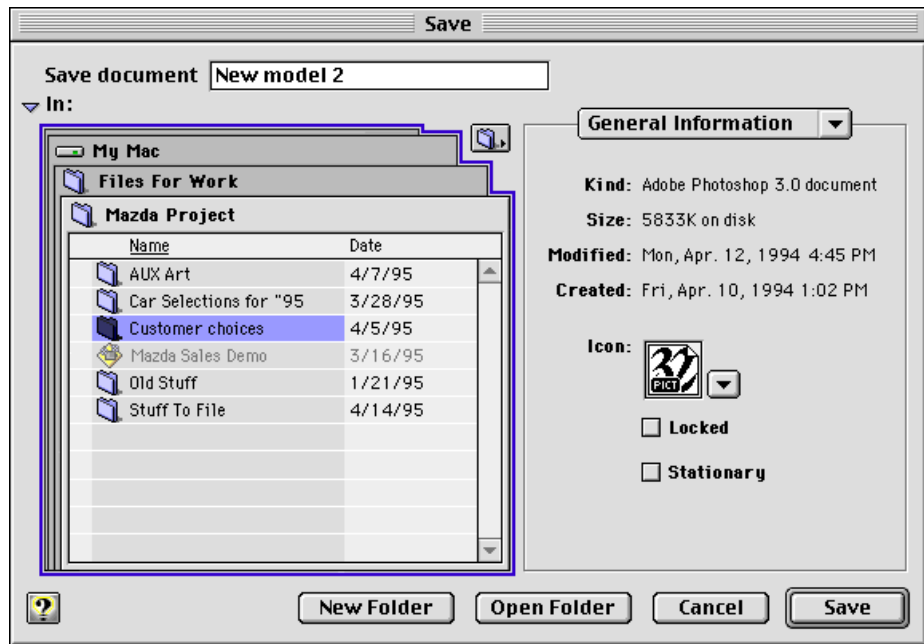 Save
Save document New model 2
In:
My Mac
Files For Work
Mazda Project
Name Date
AUX Art 4/7/95
Car Selections for "95 3/28/95
Customer choices 4/5/95
Mazda Sales Demo 3/16/95
Old Stuff 1/21/95
Stuff To File 4/14/95
General Information
Kind: Adobe Photoshop 3.0 document
Size: 5833K on disk
Modified: Mon, Apr. 12, 1994 4:45 PM
Created: Fri, Apr. 10, 1994 1:02 PM
Icon:
PICT
Locked
Stationary
? New Folder Open Folder Cancel Save